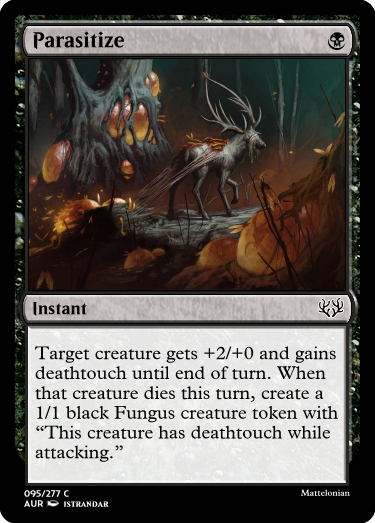 Parasitize
Instant
Target creature gets +2/+0 and gains
deathtouch until end of turn. When
that creature dies this turn, create a
1/1 black Fungus creature token with
“This creature has deathtouch while
attacking.”
095/277 C
Mattelonian
AUR ISTRANDAR